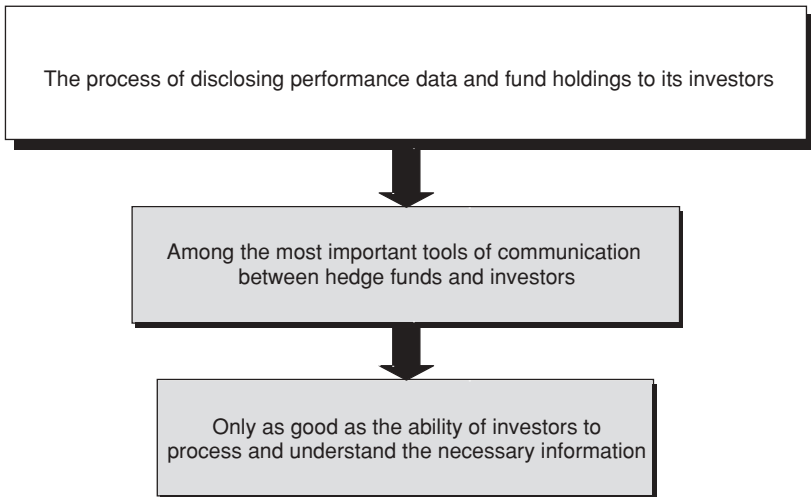 The process of disclosing performance data and fund holdings to its investors
Among the most important tools of communication
between hedge funds and investors
Only as good as the ability of investors to
process and understand the necessary information